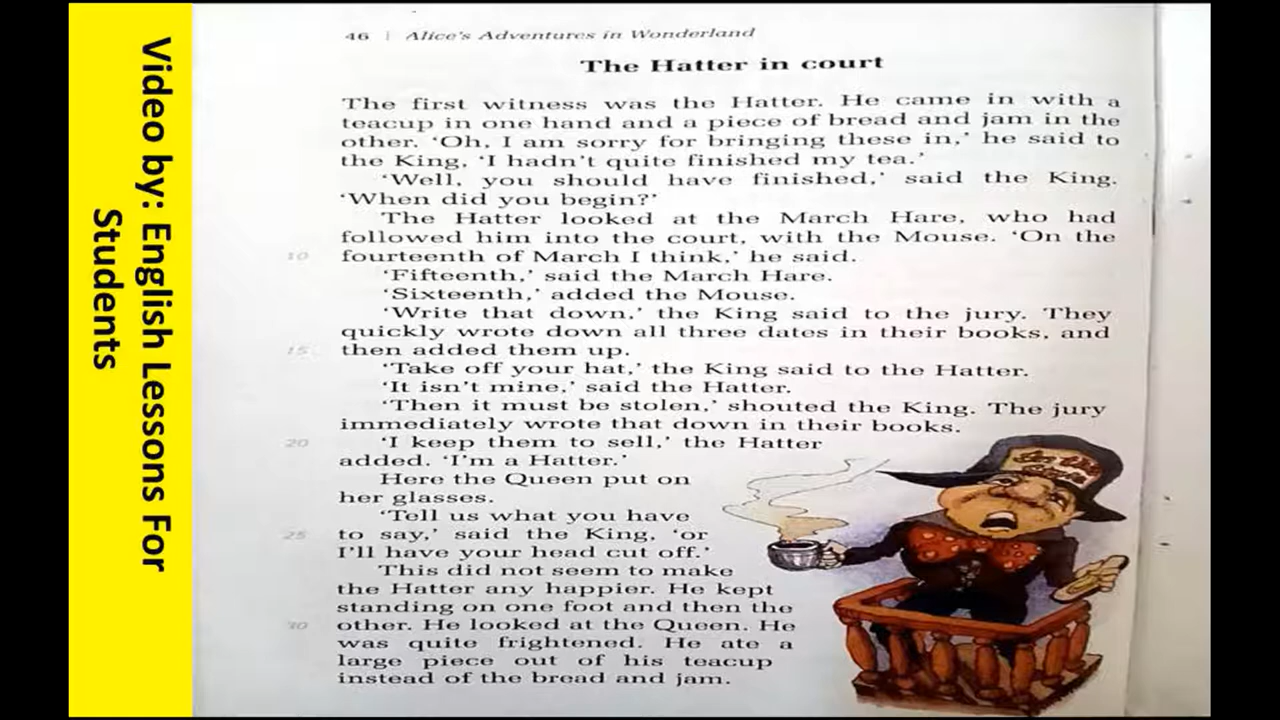 Video by: English Lessons For
Students
46 | Alice's Adventures in Wonderland
The Hatter in court
The first witness was the Hatter. He came in with a
teacup in one hand and a piece of bread and jam in the
other. 'Oh, I am sorry for bringing these in,' he said to
the King, 'I hadn't quite finished my tea.'
'Well, you should have finished,' said the King.
'When did you begin?'
The Hatter looked at the March Hare, who had
followed him into the court, with the Mouse. 'On the
10 fourteenth of March I think,' he said.
'Fifteenth,' said the March Hare.
'Sixteenth,' added the Mouse.
'Write that down,' the King said to the jury. They
quickly wrote down all three dates in their books, and
15 then added them up.
'Take off your hat,' the King said to the Hatter.
'It isn't mine,' said the Hatter.
'Then it must be stolen,' shouted the King. The jury
immediately wrote that down in their books.
20 'I keep them to sell,' the Hatter
added. 'I'm a Hatter.'
Here the Queen put on
her glasses.
'Tell us what you have
25 to say,' said the King, 'or
I'll have your head cut off.'
This did not seem to make
the Hatter any happier. He kept
standing on one foot and then the
30 other. He looked at the Queen. He
was quite frightened. He ate a
large piece out of his teacup
instead of the bread and jam.